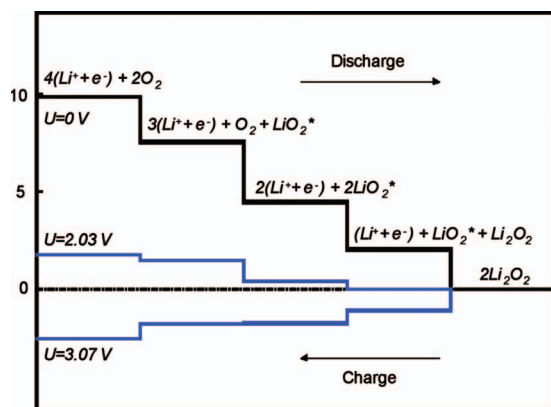 Discharge
4(Li⁺+e⁻) + 2O₂
10
U=0 V
3(Li⁺+e⁻) + O₂ + LiO₂*
2(Li⁺+e⁻) + 2LiO₂*
5
(Li⁺+e⁻) + LiO₂* + Li₂O₂
U=2.03 V
2Li₂O₂
0
U=3.07 V
Charge